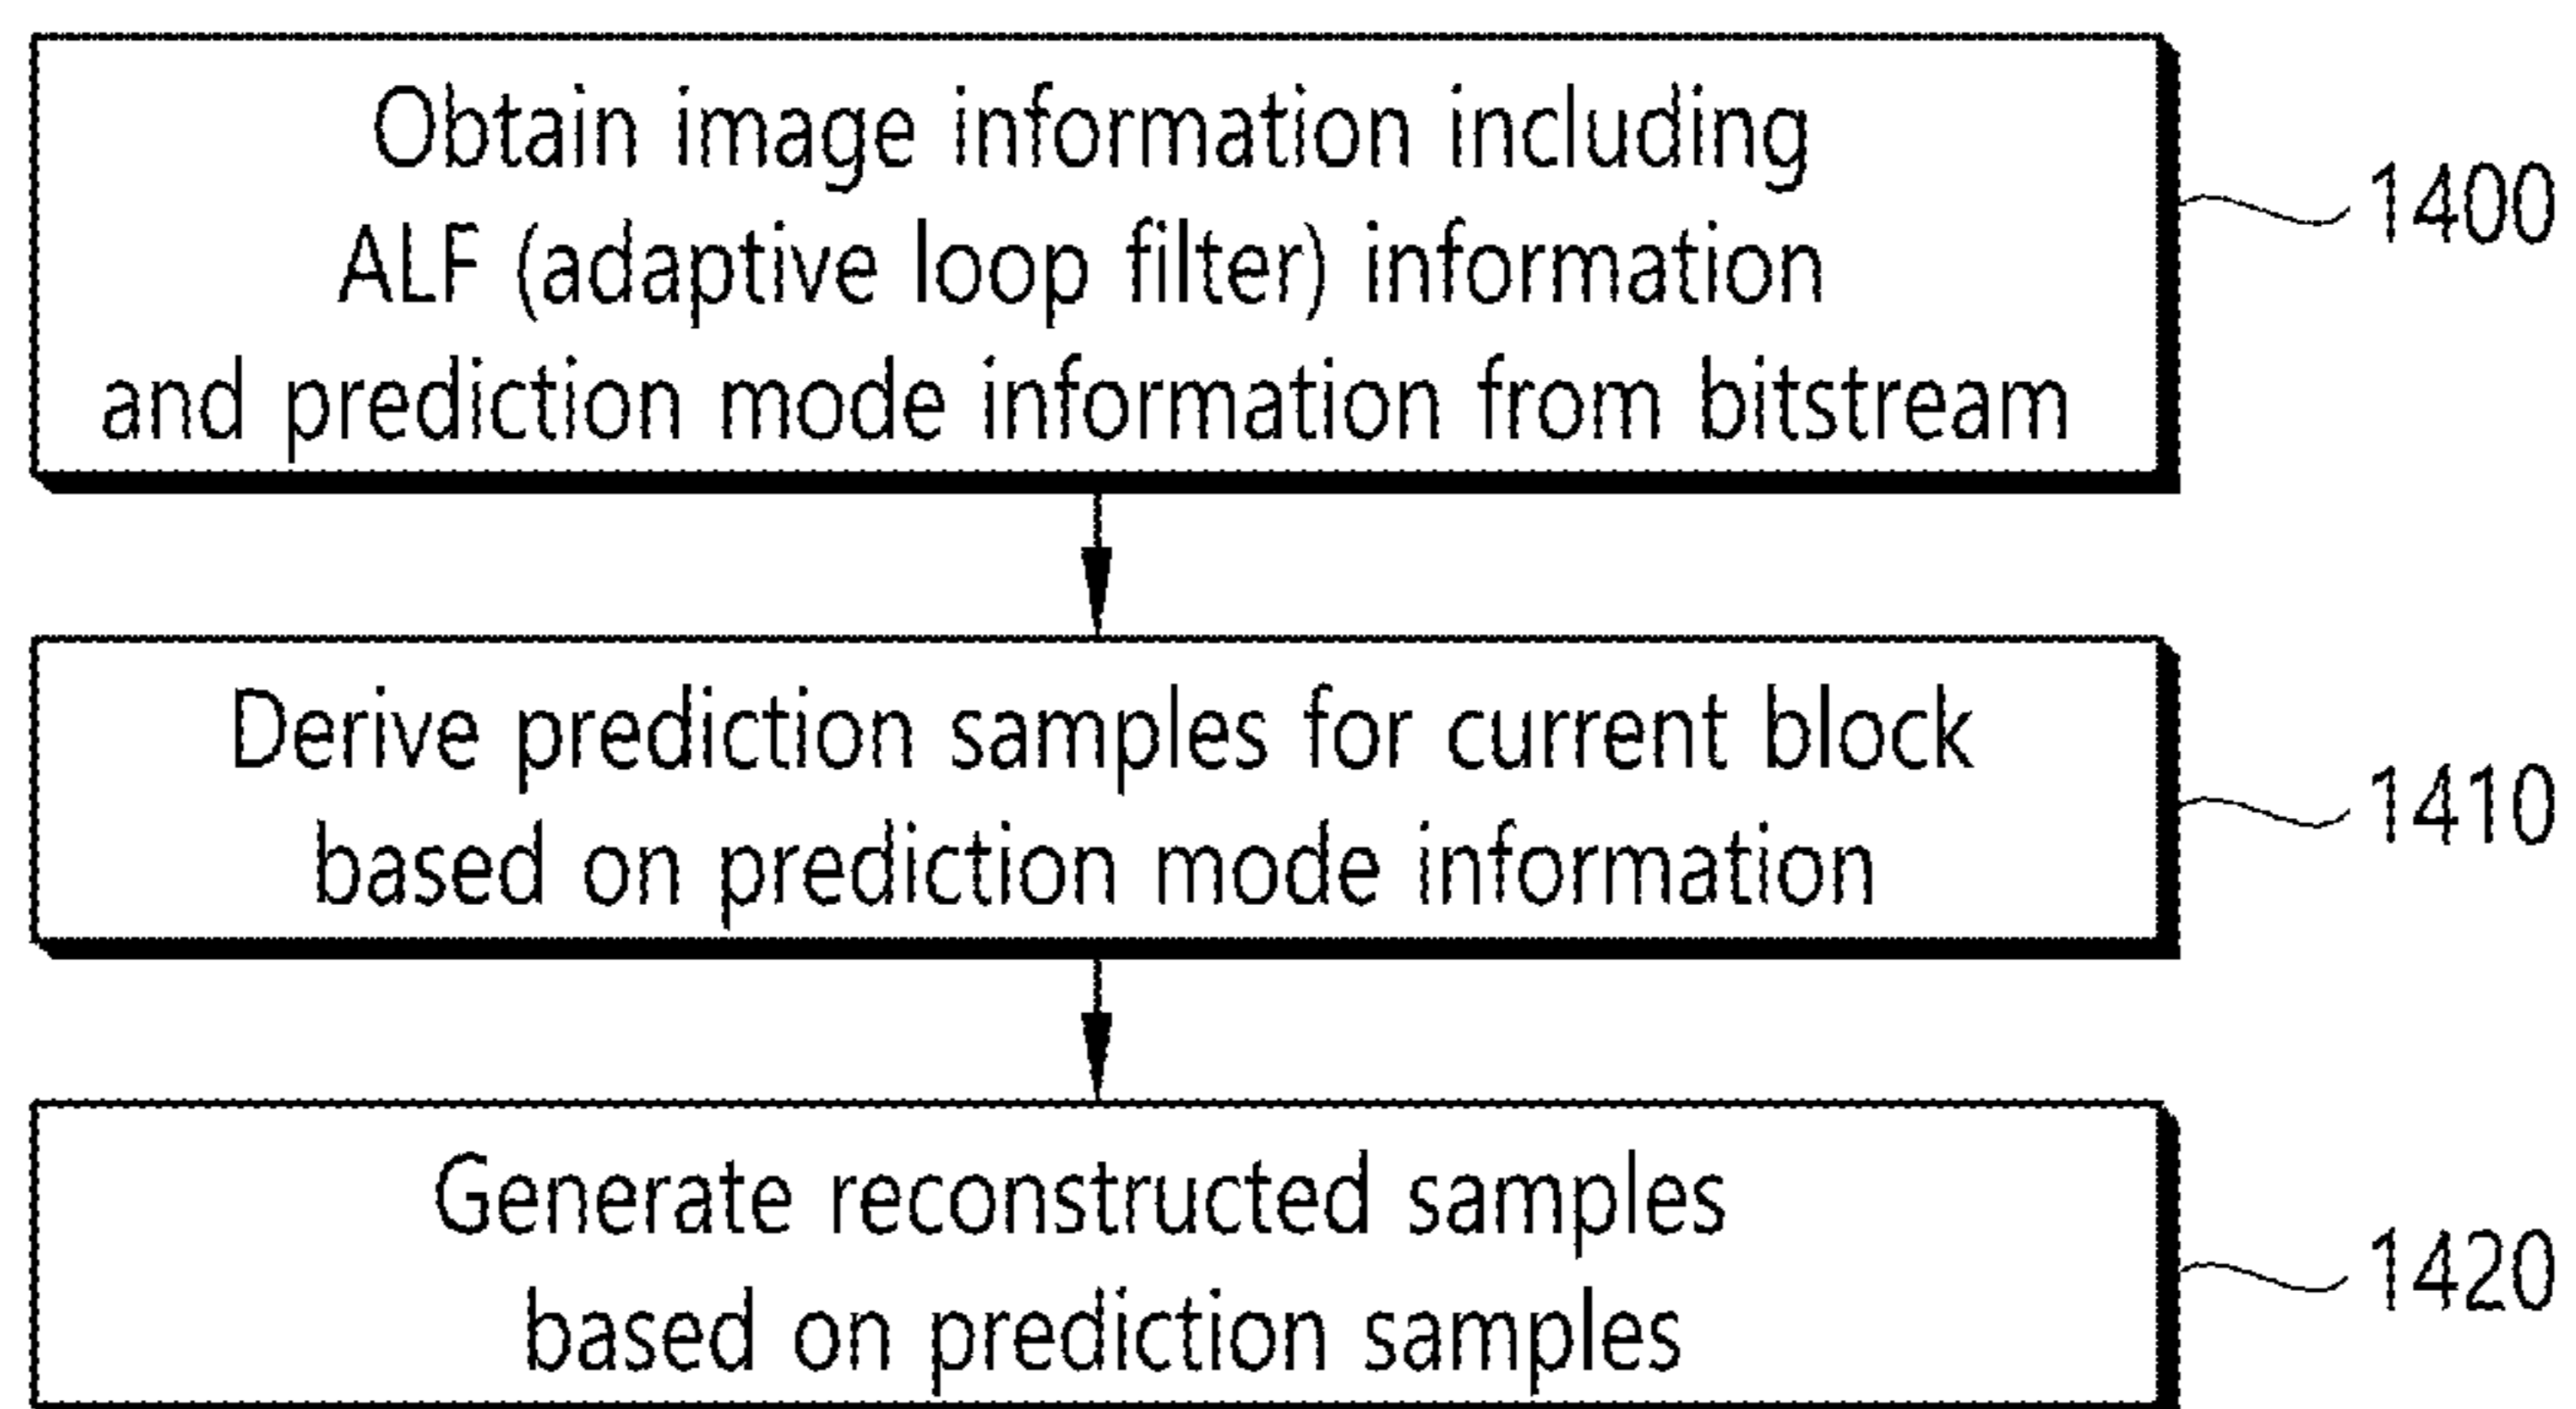 Obtain image information including
ALF (adaptive loop filter) information
and prediction mode information from bitstream
1400
Derive prediction samples for current block
based on prediction mode information
1410
Generate reconstructed samples
based on prediction samples
1420